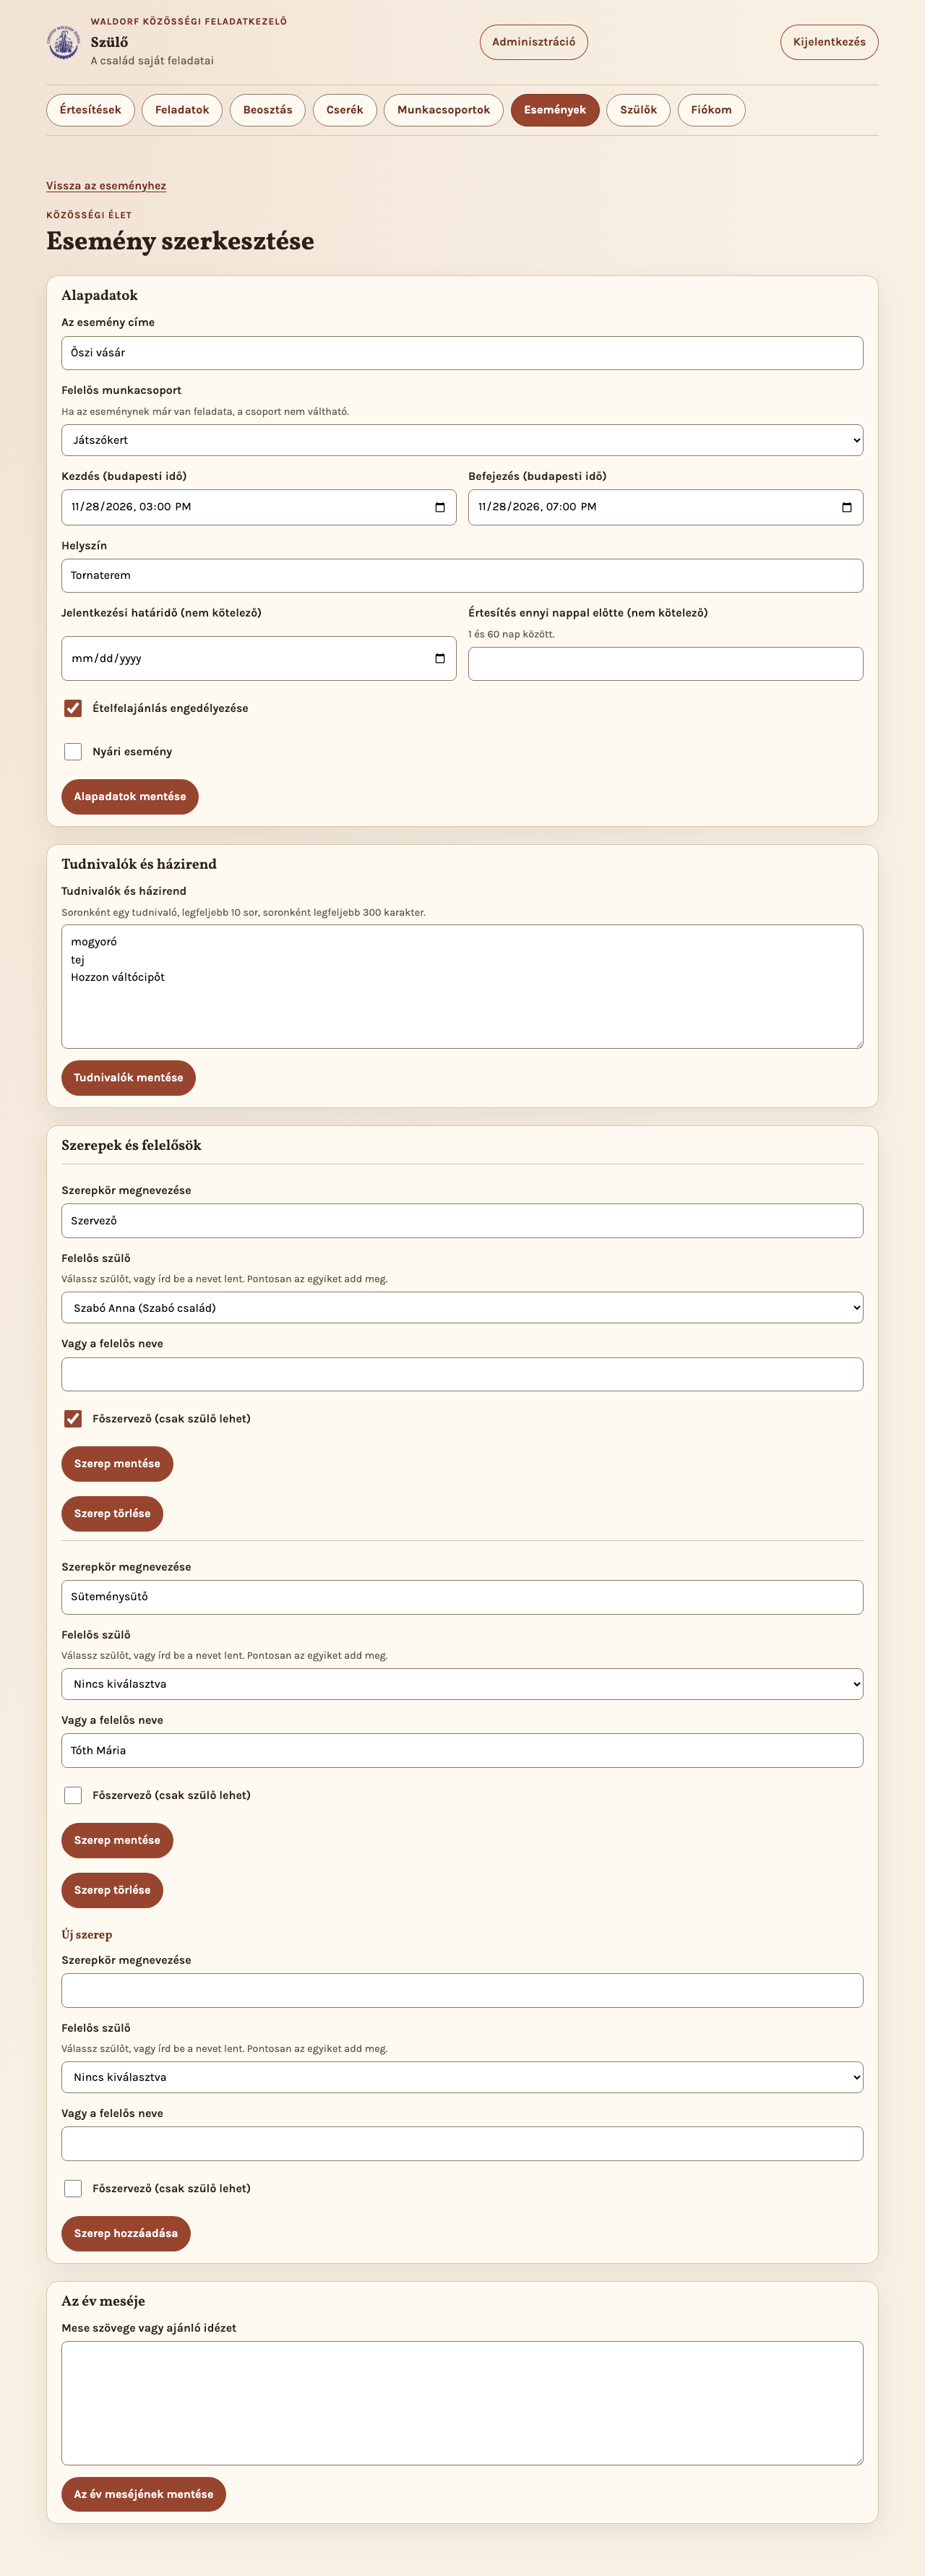 WALDORF KÖZÖSSÉGI FELADATKEZELŐ
Szülő
A család saját feladatai
Adminisztráció
Kijelentkezés
Értesítések
Feladatok
Beosztás
Cserék
Munkacsoportok
Események
Szülők
Fiókom
Vissza az eseményhez
KÖZÖSSÉGI ÉLET
Esemény szerkesztése
Alapadatok
Az esemény címe
Őszi vásár
Felelős munkacsoport
Ha az eseménynek már van feladata, a csoport nem váltható.
Játszókert
Kezdés (budapesti idő)
Befejezés (budapesti idő)
11/28/2026, 03:00 PM
11/28/2026, 07:00 PM
Helyszín
Tornaterem
Jelentkezési határidő (nem kötelező)
Értesítés ennyi nappal előtte (nem kötelező)
1 és 60 nap között.
mm/dd/yyyy
Ételfelajánlás engedélyezése
Nyári esemény
Alapadatok mentése
Tudnivalók és házirend
Tudnivalók és házirend
Soronként egy tudnivaló, legfeljebb 10 sor, soronként legfeljebb 300 karakter.
mogyoró
tej
Hozzon váltócipőt
Tudnivalók mentése
Szerepek és felelősök
Szerepkör megnevezése
Szervező
Felelős szülő
Válassz szülőt, vagy írd be a nevet lent. Pontosan az egyiket add meg.
Szabó Anna (Szabó család)
Vagy a felelős neve
Főszervező (csak szülő lehet)
Szerep mentése
Szerep törlése
Szerepkör megnevezése
Süteménysütő
Felelős szülő
Válassz szülőt, vagy írd be a nevet lent. Pontosan az egyiket add meg.
Nincs kiválasztva
Vagy a felelős neve
Tóth Mária
Főszervező (csak szülő lehet)
Szerep mentése
Szerep törlése
Új szerep
Szerepkör megnevezése
Felelős szülő
Válassz szülőt, vagy írd be a nevet lent. Pontosan az egyiket add meg.
Nincs kiválasztva
Vagy a felelős neve
Főszervező (csak szülő lehet)
Szerep hozzáadása
Az év meséje
Mese szövege vagy ajánló idézet
Az év meséjének mentése